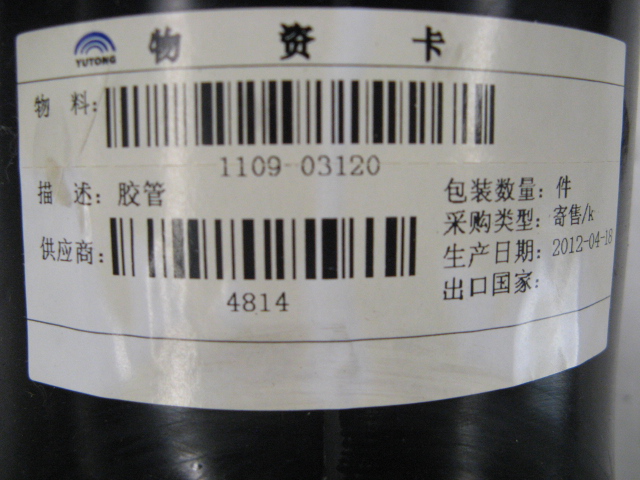 YUTONG 物 资 卡
物 料:
1109-03120
描 述: 胶管
包装数量: 件
采购类型: 寄售/k
供应商:
生产日期: 2012-04-18
4814
出口国家: